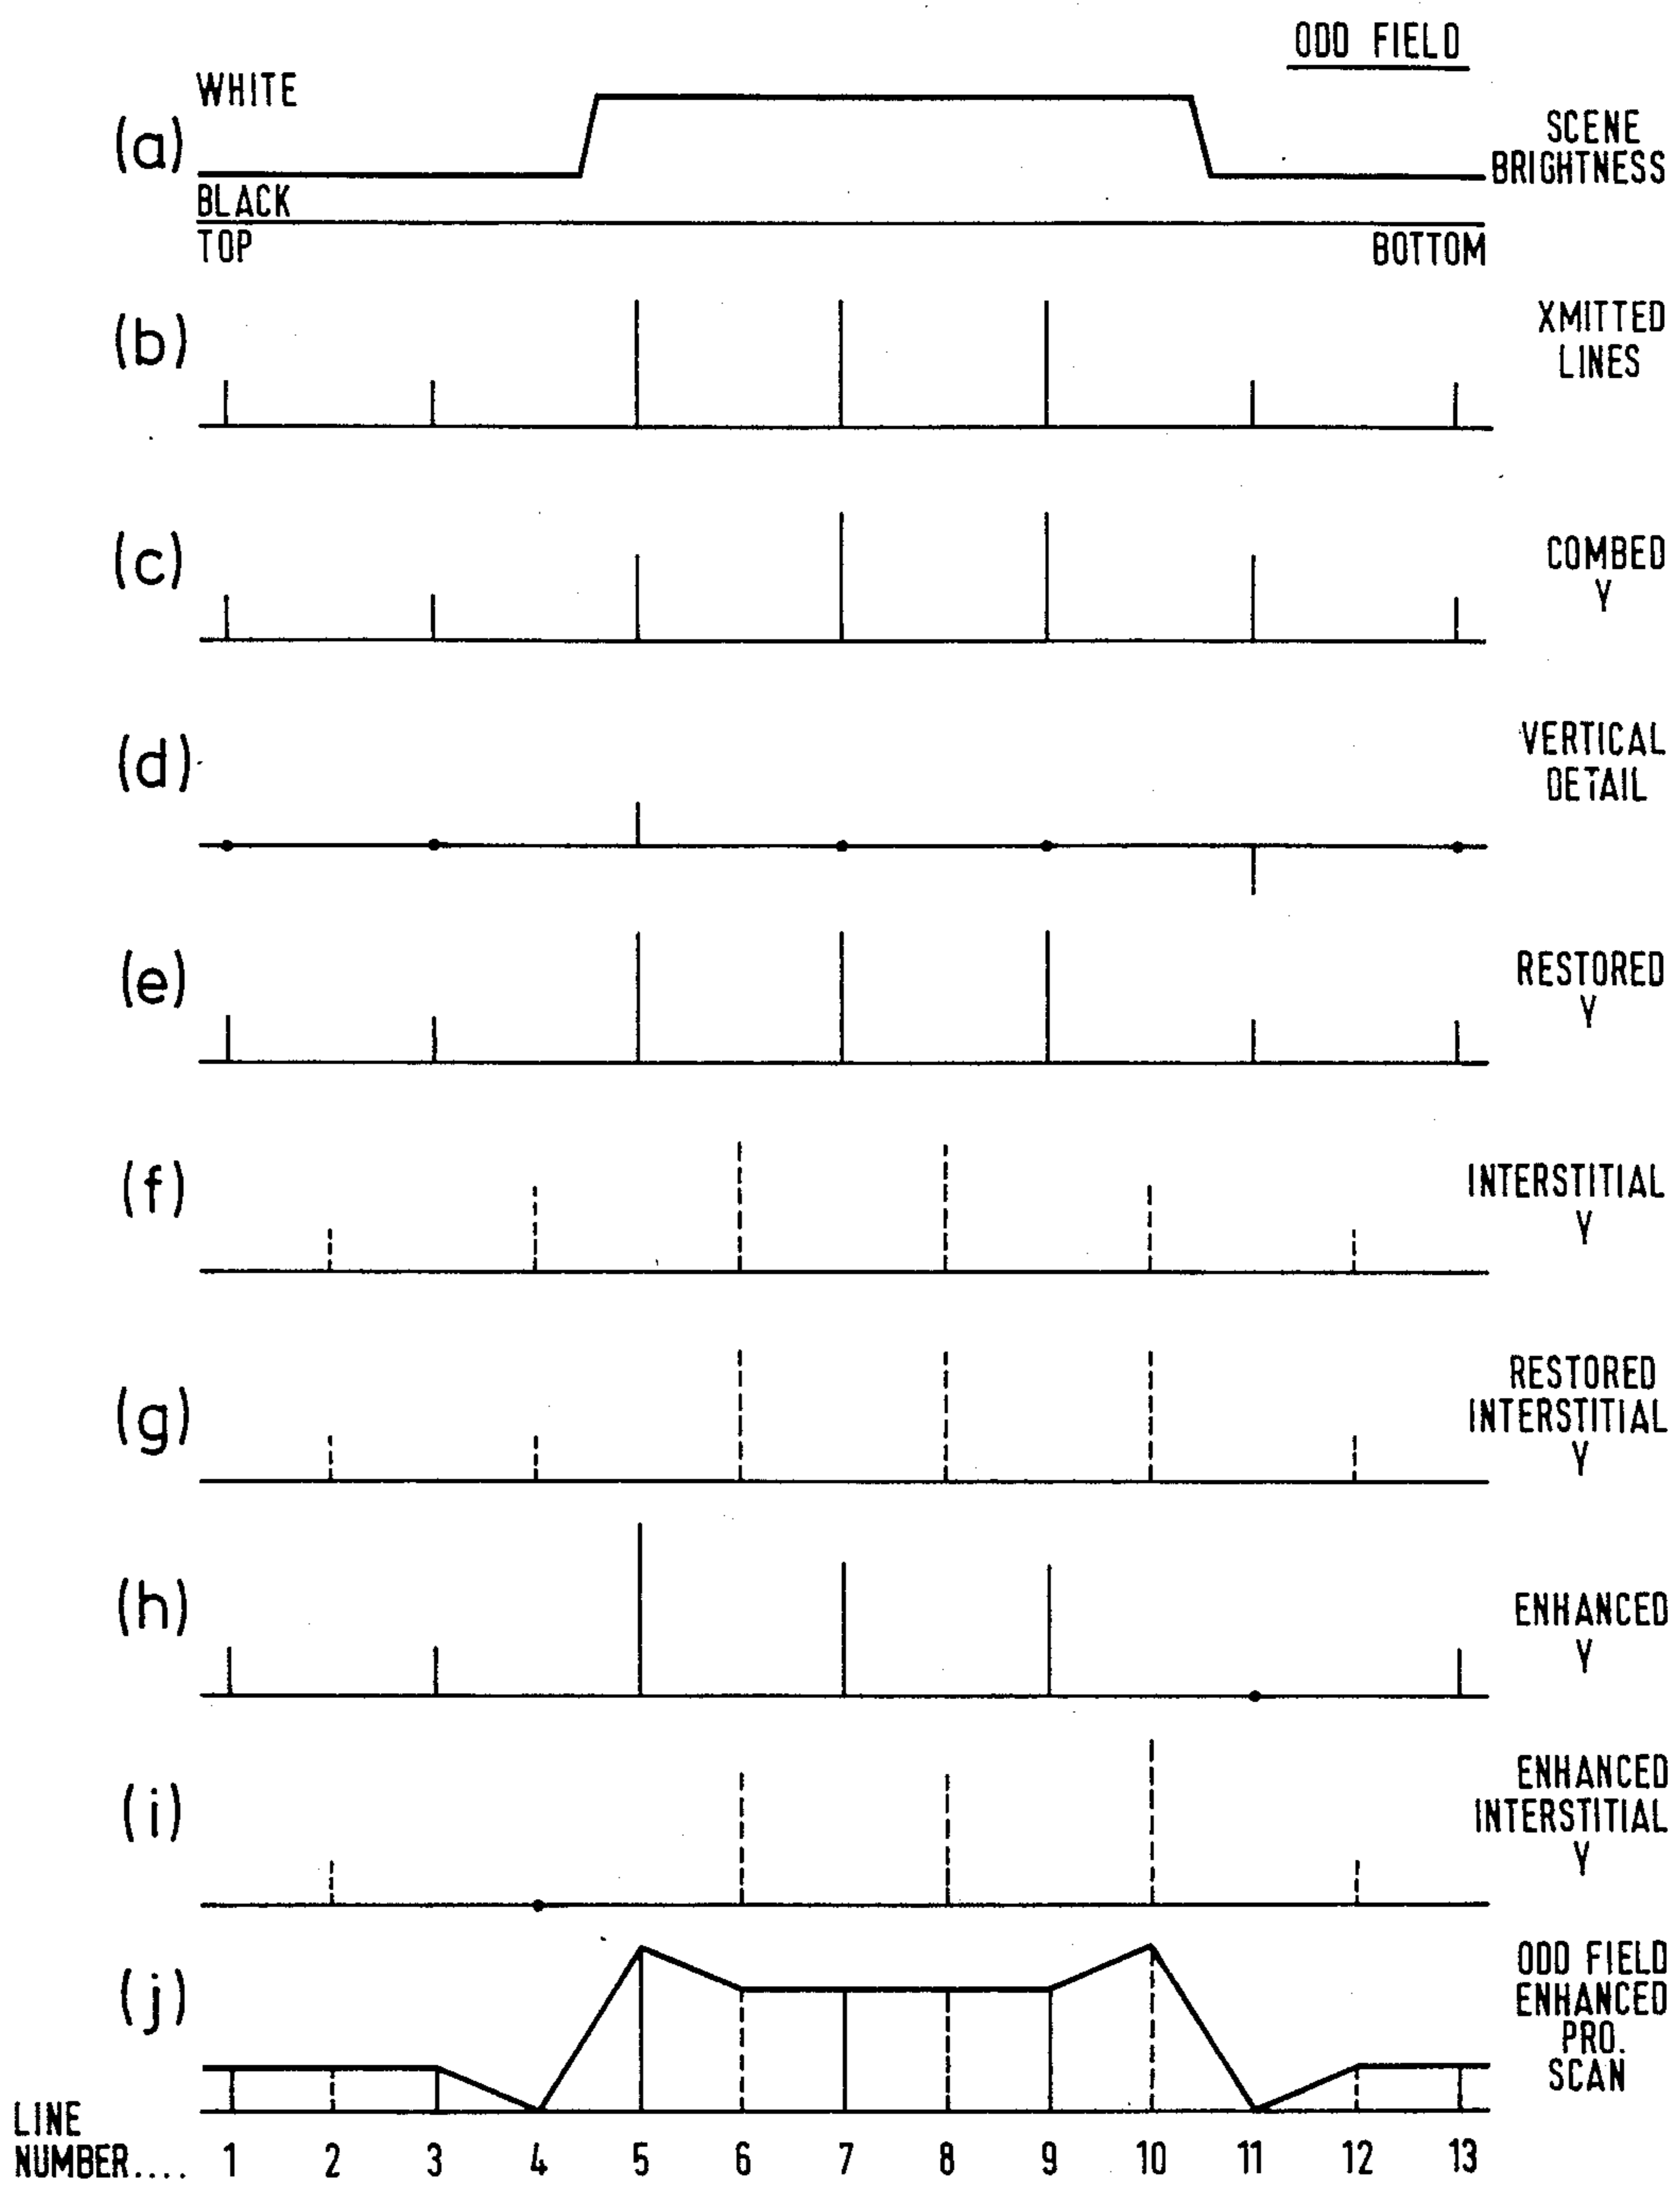 ODD FIELD
WHITE
(a)
SCENE
BRIGHTNESS
BLACK
TOP
BOTTOM
(b)
XMITTED
LINES
(c)
COMBED
Y
(d)
VERTICAL
DETAIL
(e)
RESTORED
Y
(f)
INTERSTITIAL
Y
(g)
RESTORED
INTERSTITIAL
Y
(h)
ENHANCED
Y
(i)
ENHANCED
INTERSTITIAL
Y
(j)
ODD FIELD
ENHANCED
PRO.
SCAN
LINE
NUMBER.... 1 2 3 4 5 6 7 8 9 10 11 12 13